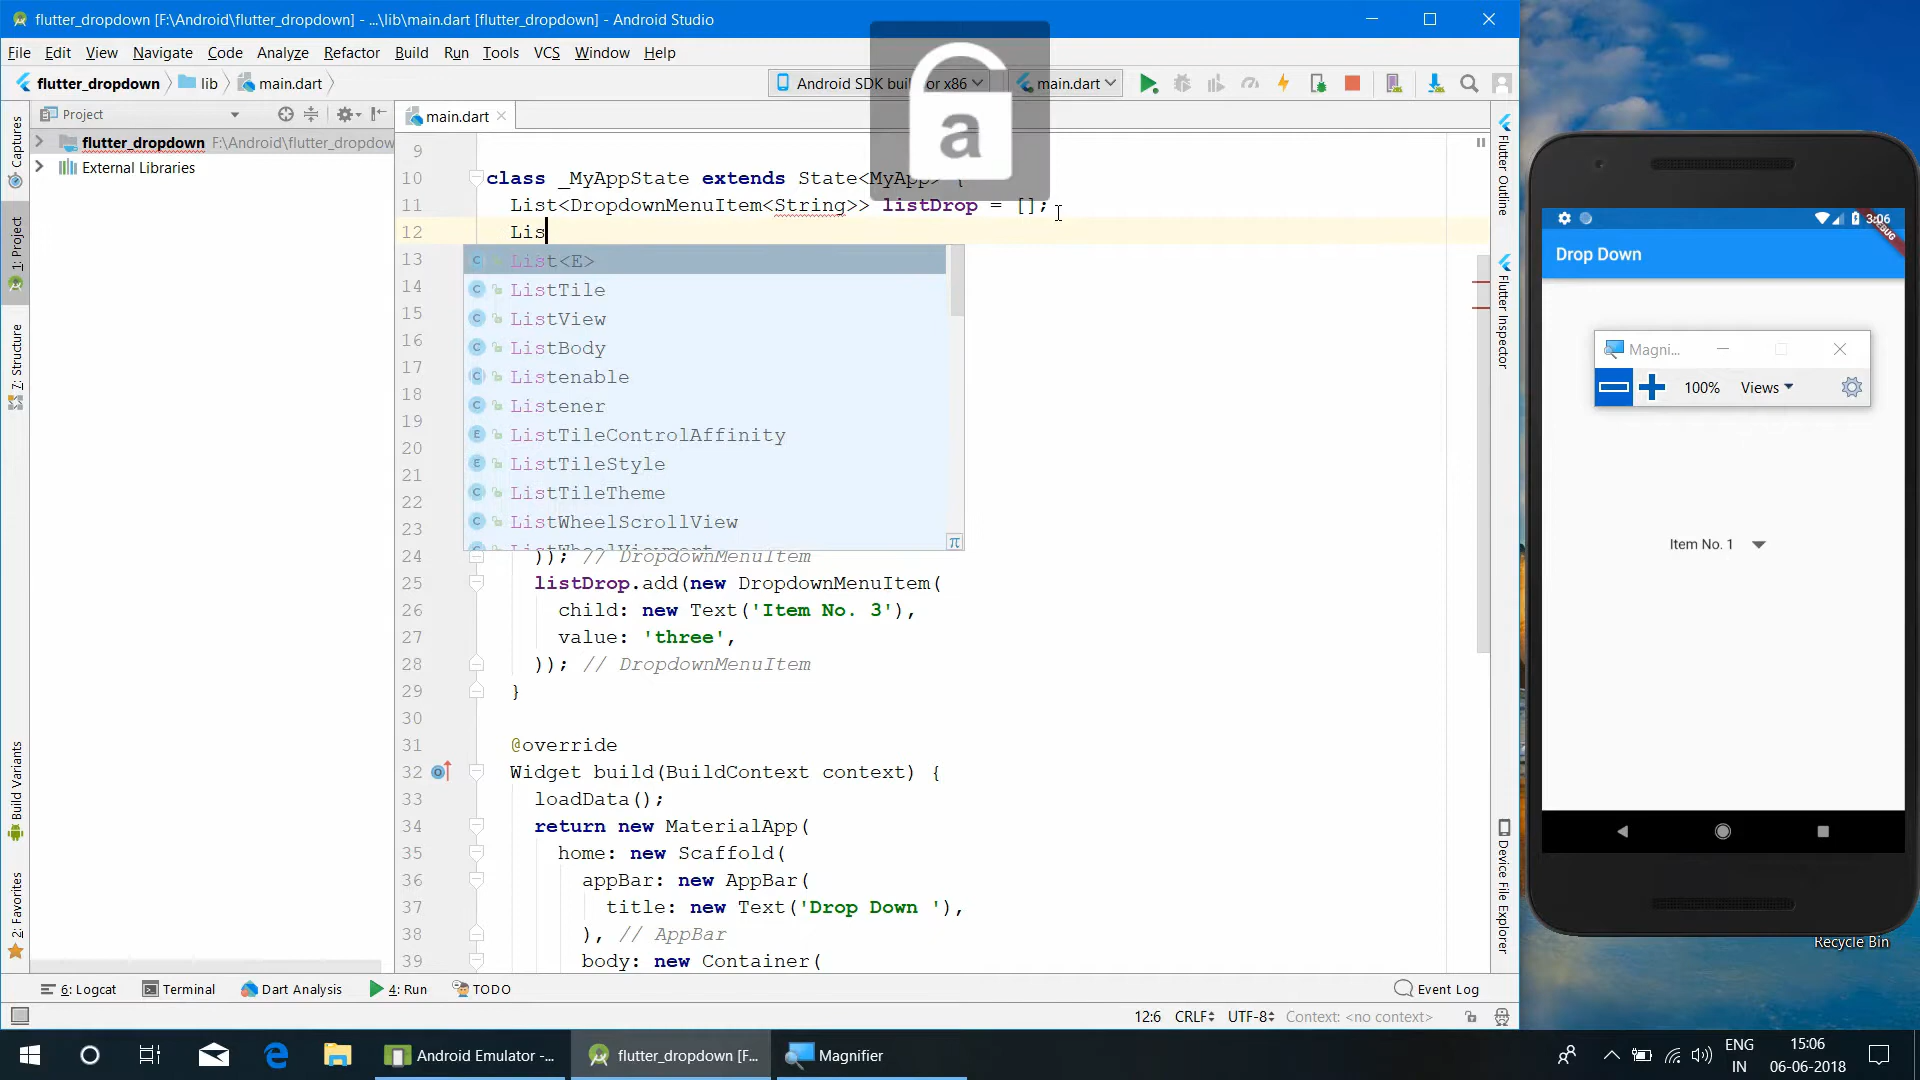 flutter_dropdown [F:\Android\flutter_dropdown] - ...\lib\main.dart [flutter_dropdown] - Android Studio
File Edit View Navigate Code Analyze Refactor Build Run Tools VCS Window Help
flutter_dropdown lib main.dart
Android SDK buil or x86 main.dart
a
Project
main.dart
flutter_dropdown F:\Android\flutter_dropdow
External Libraries
Captures
1: Project
7: Structure
Build Variants
2: Favorites
9
10 class _MyAppState extends State<MyApp> {
11 List<DropdownMenuItem<String>> listDrop = [];
12 Lis
13
14
15
16
17
18
19
20
21
22
23
List<E>
ListTile
ListView
ListBody
Listenable
Listener
ListTileControlAffinity
ListTileStyle
ListTileTheme
ListWheelScrollView
ListWheelViewport
π
24 )); // DropdownMenuItem
25 listDrop.add(new DropdownMenuItem(
26 child: new Text('Item No. 3'),
27 value: 'three',
28 )); // DropdownMenuItem
29 }
30
31 @override
32 Widget build(BuildContext context) {
33 loadData();
34 return new MaterialApp(
35 home: new Scaffold(
36 appBar: new AppBar(
37 title: new Text('Drop Down '),
38 ), // AppBar
39 body: new Container(
Flutter Outline
Flutter Inspector
Device File Explorer
3:06
DEBUG
Drop Down
Magni...
100% Views
Item No. 1
Recycle Bin
6: Logcat Terminal Dart Analysis 4: Run TODO Event Log
12:6 CRLF UTF-8 Context: <no context>
Android Emulator -... flutter_dropdown [F... Magnifier
ENG
IN
15:06
06-06-2018